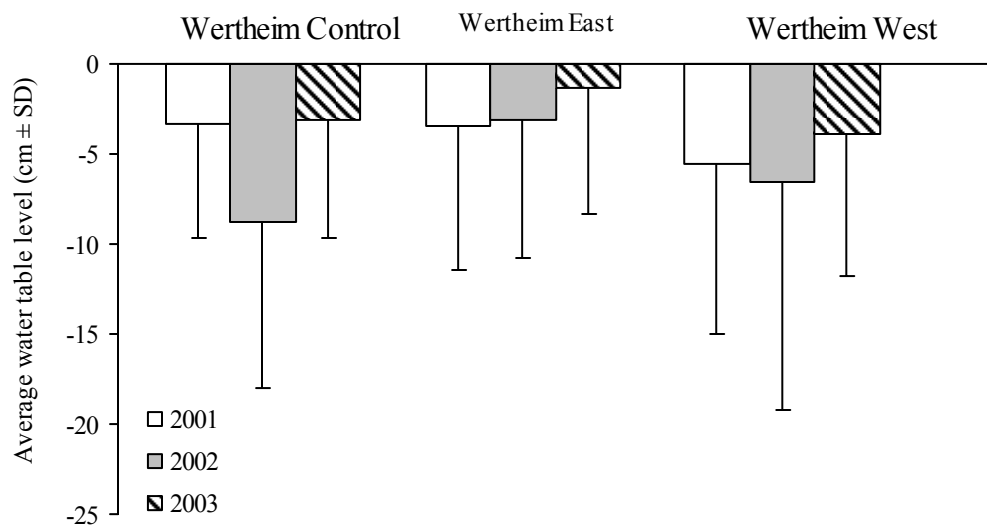 Wertheim Control
Wertheim East
Wertheim West
Average water table level (cm ± SD)
0
-5
-10
-15
-20
-25
2001
2002
2003